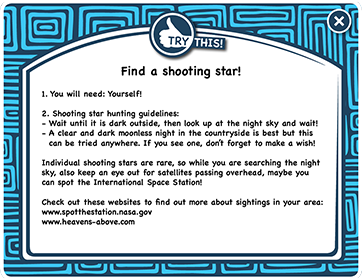 TRY THIS!
Find a shooting star!
1. You will need: Yourself!
2. Shooting star hunting guidelines:
- Wait until it is dark outside, then look up at the night sky and wait!
- A clear and dark moonless night in the countryside is best but this
can be tried anywhere. If you see one, don't forget to make a wish!
Individual shooting stars are rare, so while you are searching the night
sky, also keep an eye out for satellites passing overhead, maybe you
can spot the International Space Station!
Check out these websites to find out more about sightings in your area:
www.spotthestation.nasa.gov
www.heavens-above.com